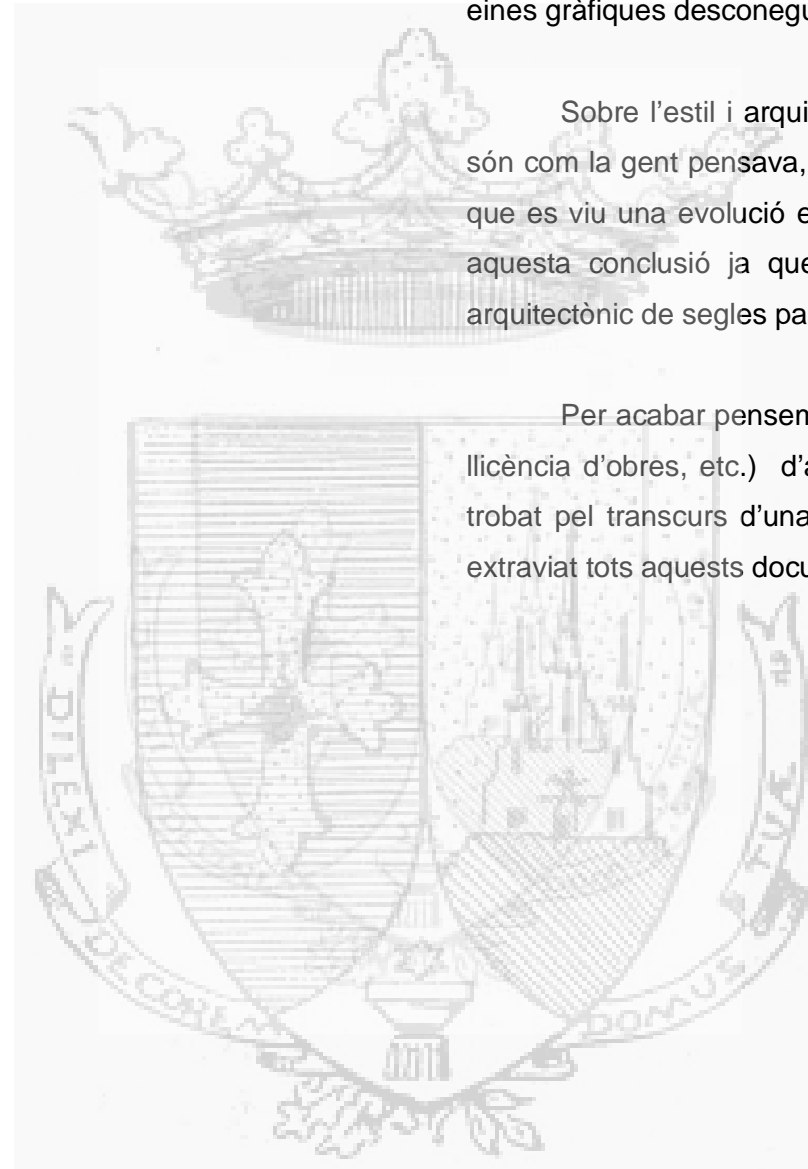 eines gràfiques desconegu
Sobre l'estil i arqui
són com la gent pensava,
que es viu una evolució e
aquesta conclusió ja que
arquitectònic de segles pa
Per acabar pensem
llicència d'obres, etc.) d'a
trobat pel transcurs d'una
extraviat tots aquests docu
DILEXI
DECOREM
DOMUS
TUÆ